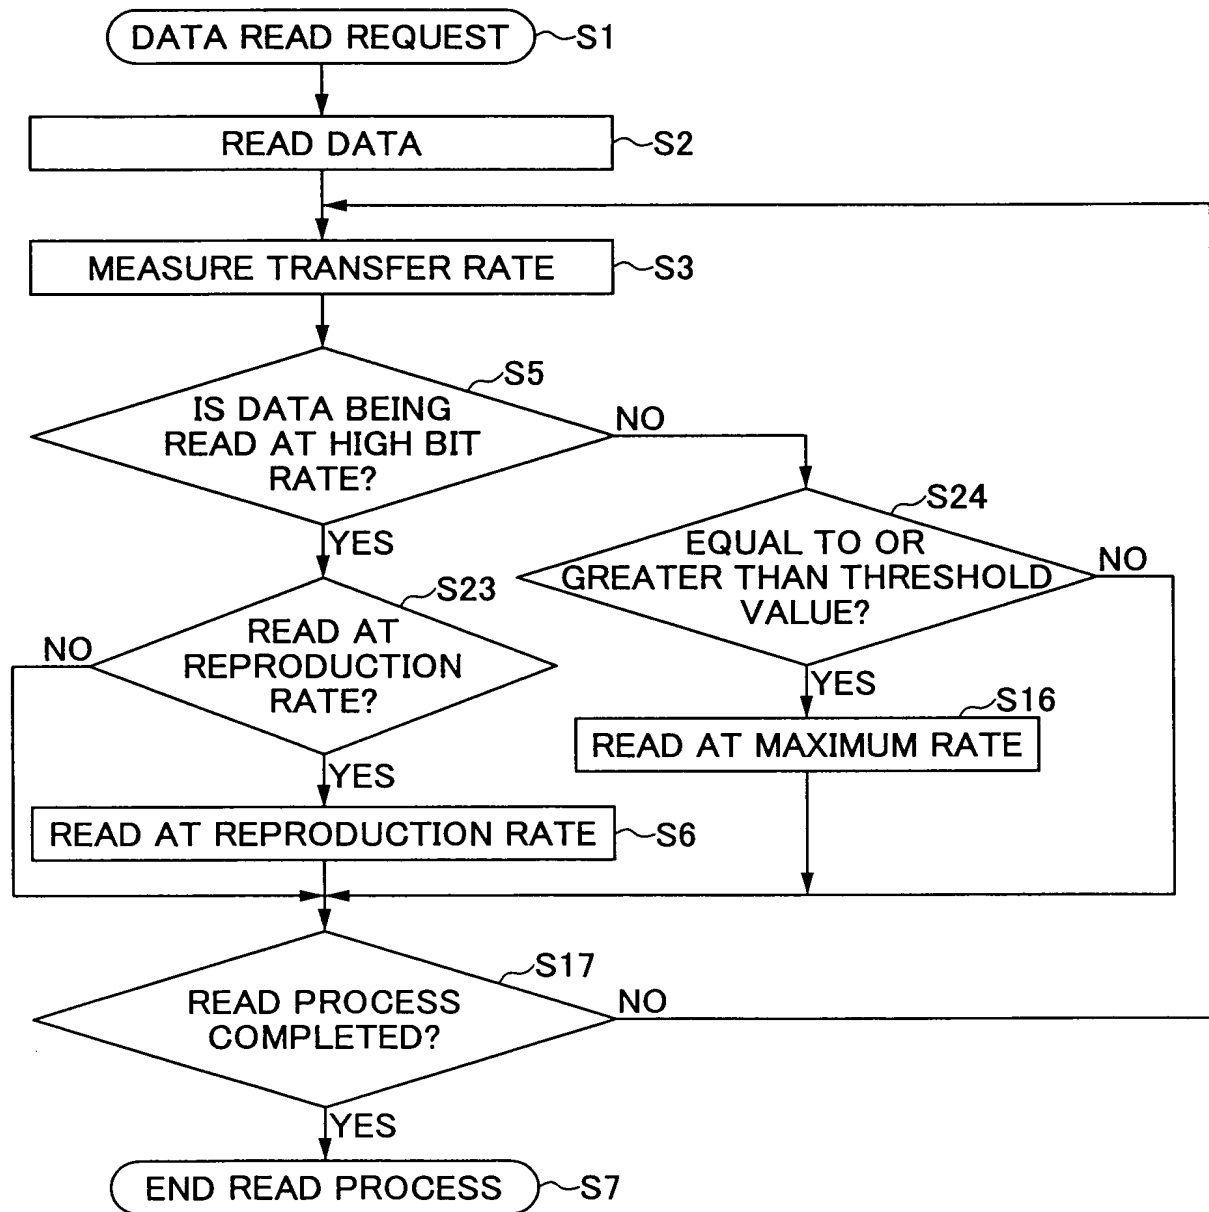 DATA READ REQUEST S1
READ DATA S2
MEASURE TRANSFER RATE S3
S5
IS DATA BEING
READ AT HIGH BIT
RATE?
NO
YES
S24
EQUAL TO OR
GREATER THAN THRESHOLD
VALUE?
NO
YES
S23
READ AT
REPRODUCTION
RATE?
NO
YES
S16
READ AT MAXIMUM RATE
READ AT REPRODUCTION RATE S6
S17
READ PROCESS
COMPLETED?
NO
YES
END READ PROCESS S7